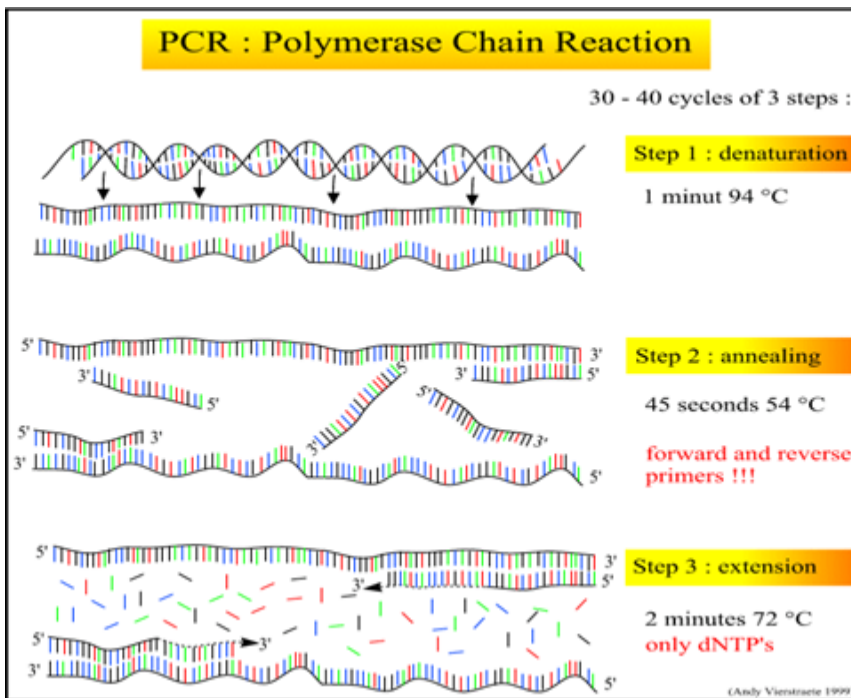 PCR : Polymerase Chain Reaction
30 - 40 cycles of 3 steps :
Step 1 : denaturation
1 minut 94 °C
5'
3'
Step 2 : annealing
3'
5'
3'
5'
5'
45 seconds 54 °C
5'
3'
3'
3'
forward and reverse
primers !!!
3'
5'
5'
3'
Step 3 : extension
3'
5'
2 minutes 72 °C
5'
3'
only dNTP's
3'
5'
(Andy Vierstraete 1999